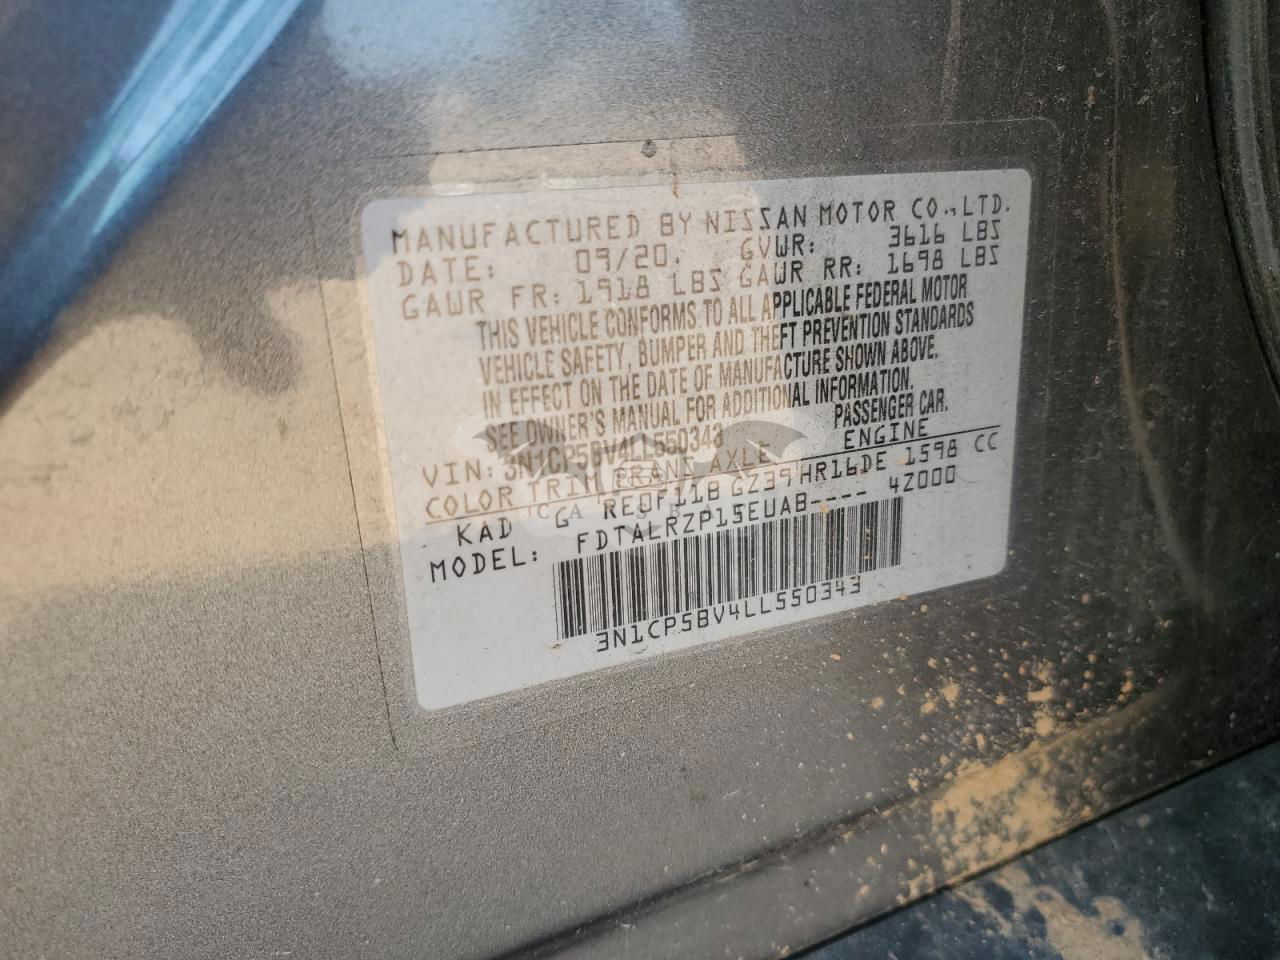 MANUFACTURED BY NISSAN MOTOR CO.,LTD.
DATE: 09/20. GVWR: 3616 LBS
GAWR FR: 1918 LBS GAWR RR: 1698 LBS
THIS VEHICLE CONFORMS TO ALL APPLICABLE FEDERAL MOTOR
VEHICLE SAFETY, BUMPER AND THEFT PREVENTION STANDARDS
IN EFFECT ON THE DATE OF MANUFACTURE SHOWN ABOVE.
SEE OWNER'S MANUAL FOR ADDITIONAL INFORMATION.
VIN: 3N1CP5BV4LL550343 PASSENGER CAR.
COLOR TRIM TRANS AXLE ENGINE
KAD G REOF11B GZ39 HR16DE 1598 CC
MODEL: FDTALRZP15EUAB---- 4Z000
3N1CP5BV4LL550343